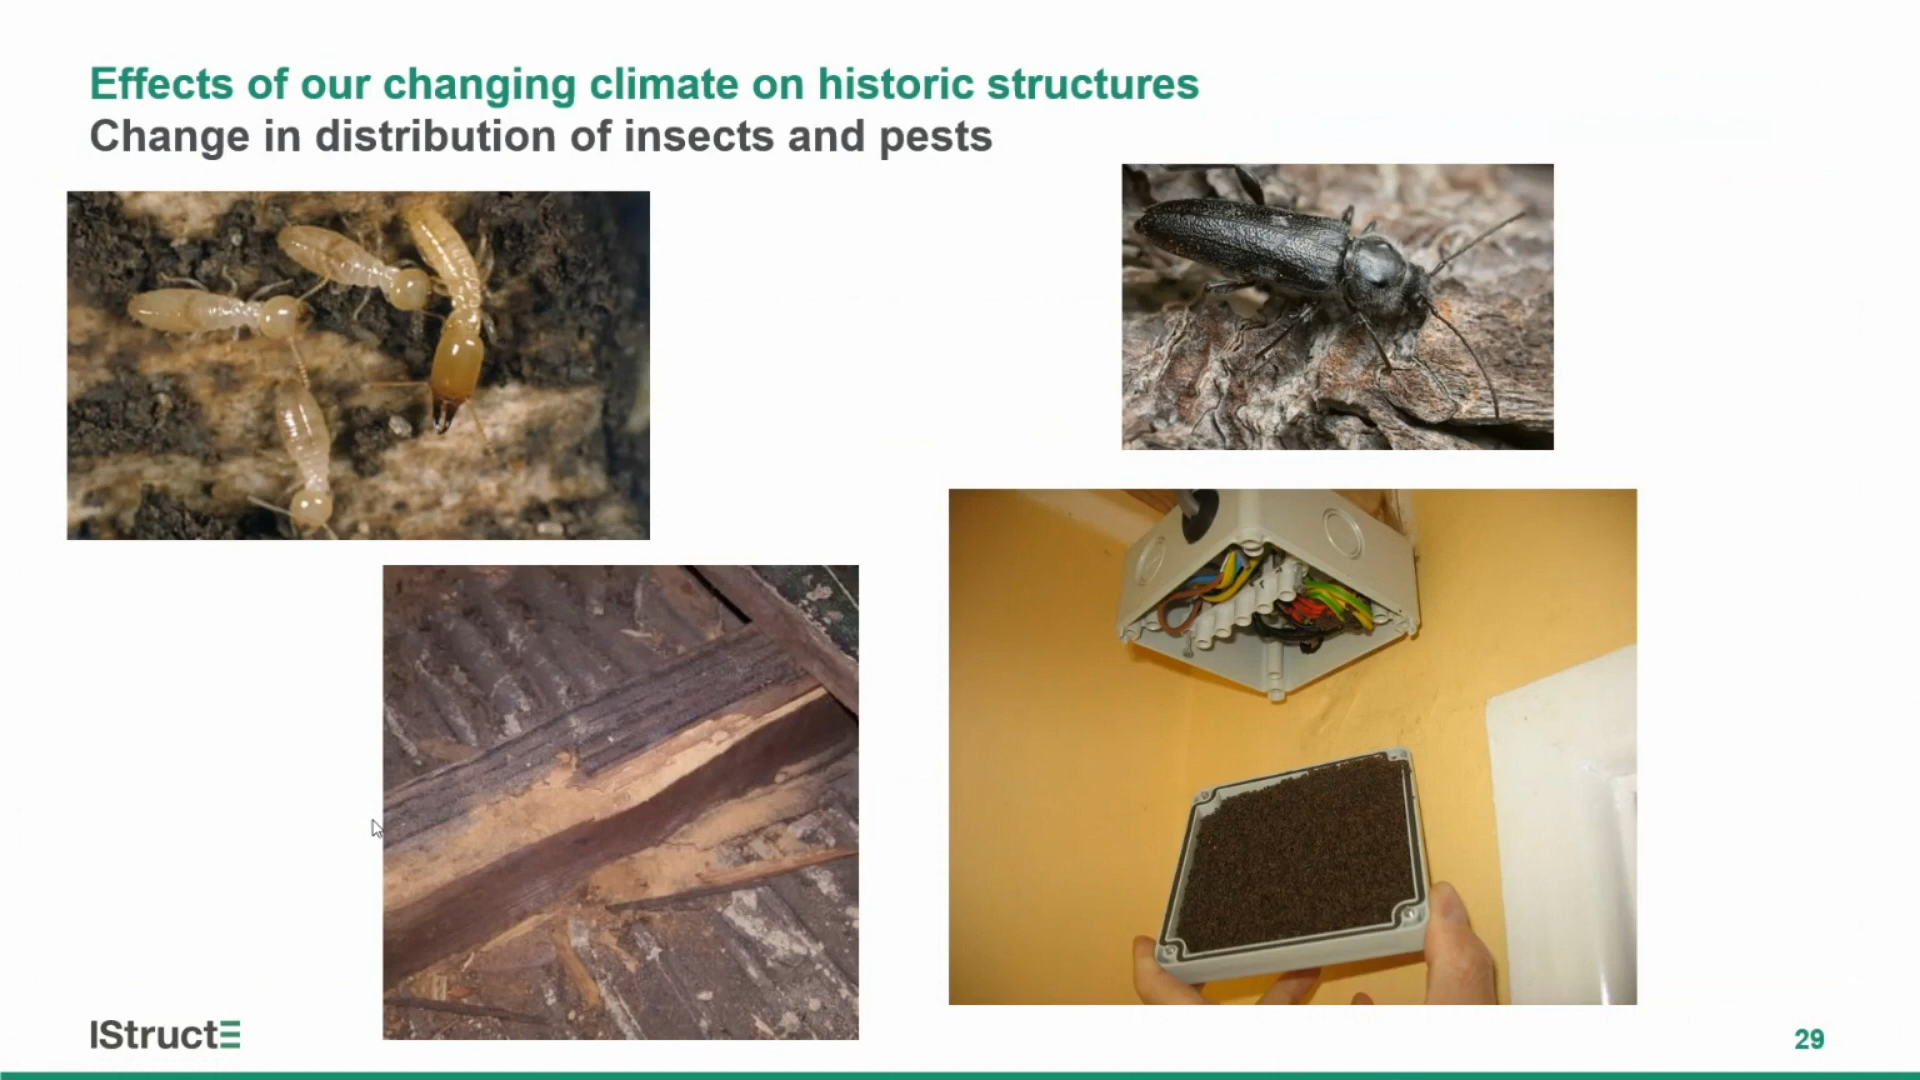 Effects of our changing climate on historic structures
Change in distribution of insects and pests
IStructE
29